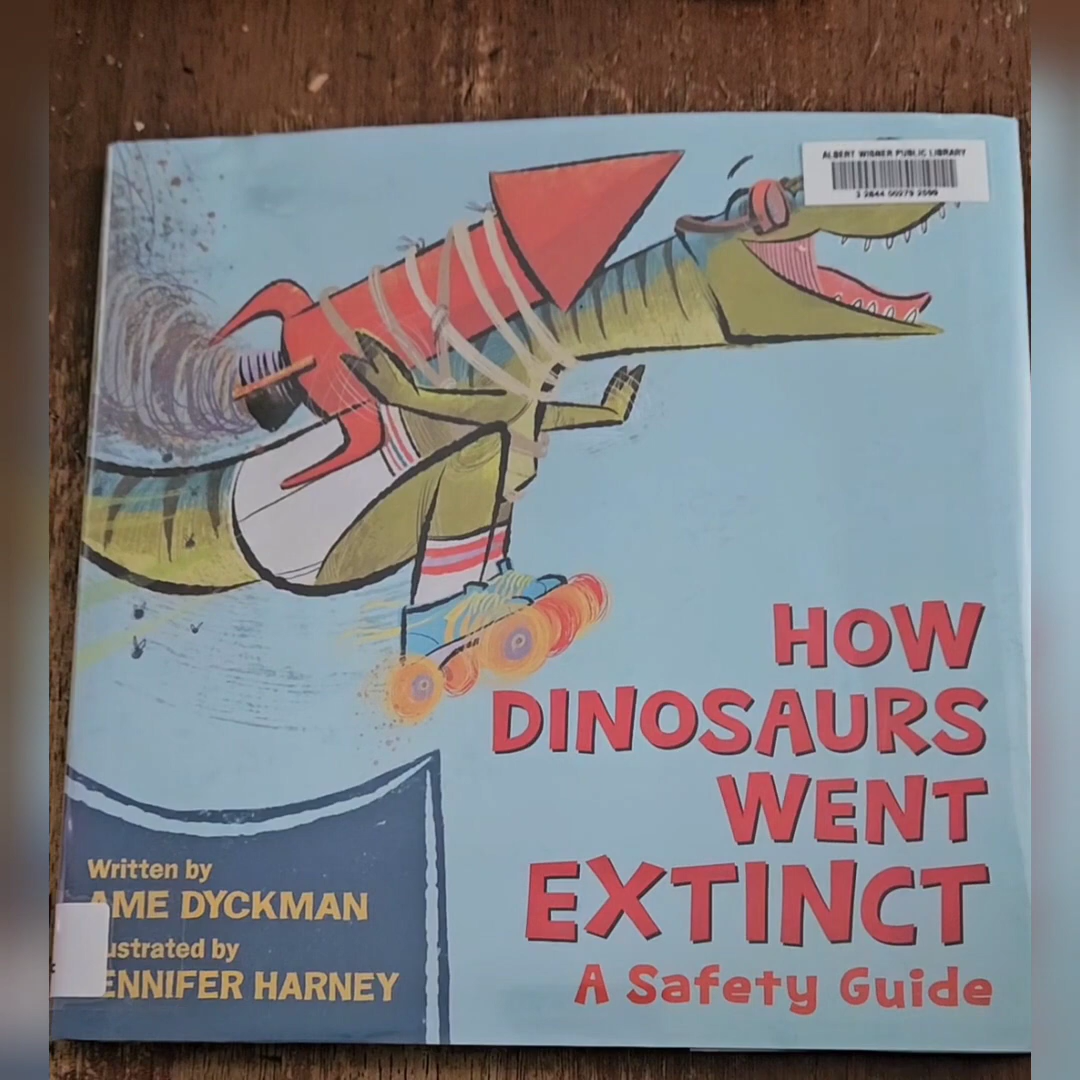 ALBERT WISNER PUBLIC LIBRARY
HOW
DINOSAURS
WENT
EXTINCT
A Safety Guide
Written by
AME DYCKMAN
ustrated by
ENNIFER HARNEY